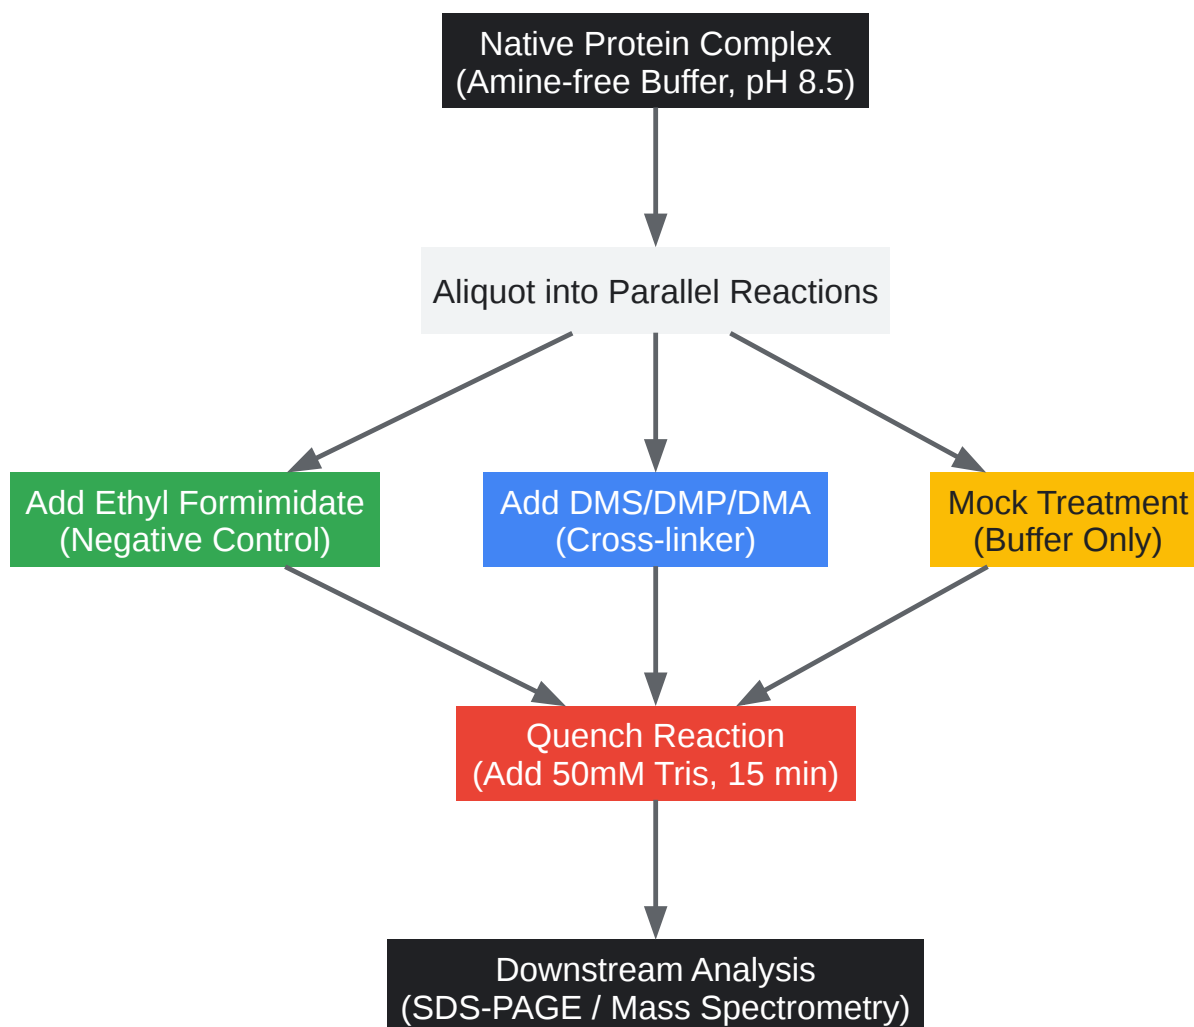 Native Protein Complex
(Amine-free Buffer, pH 8.5)
Aliquot into Parallel Reactions
Add Ethyl Formimidate
(Negative Control)
Add DMS/DMP/DMA
(Cross-linker)
Mock Treatment
(Buffer Only)
Quench Reaction
(Add 50mM Tris, 15 min)
Downstream Analysis
(SDS-PAGE / Mass Spectrometry)